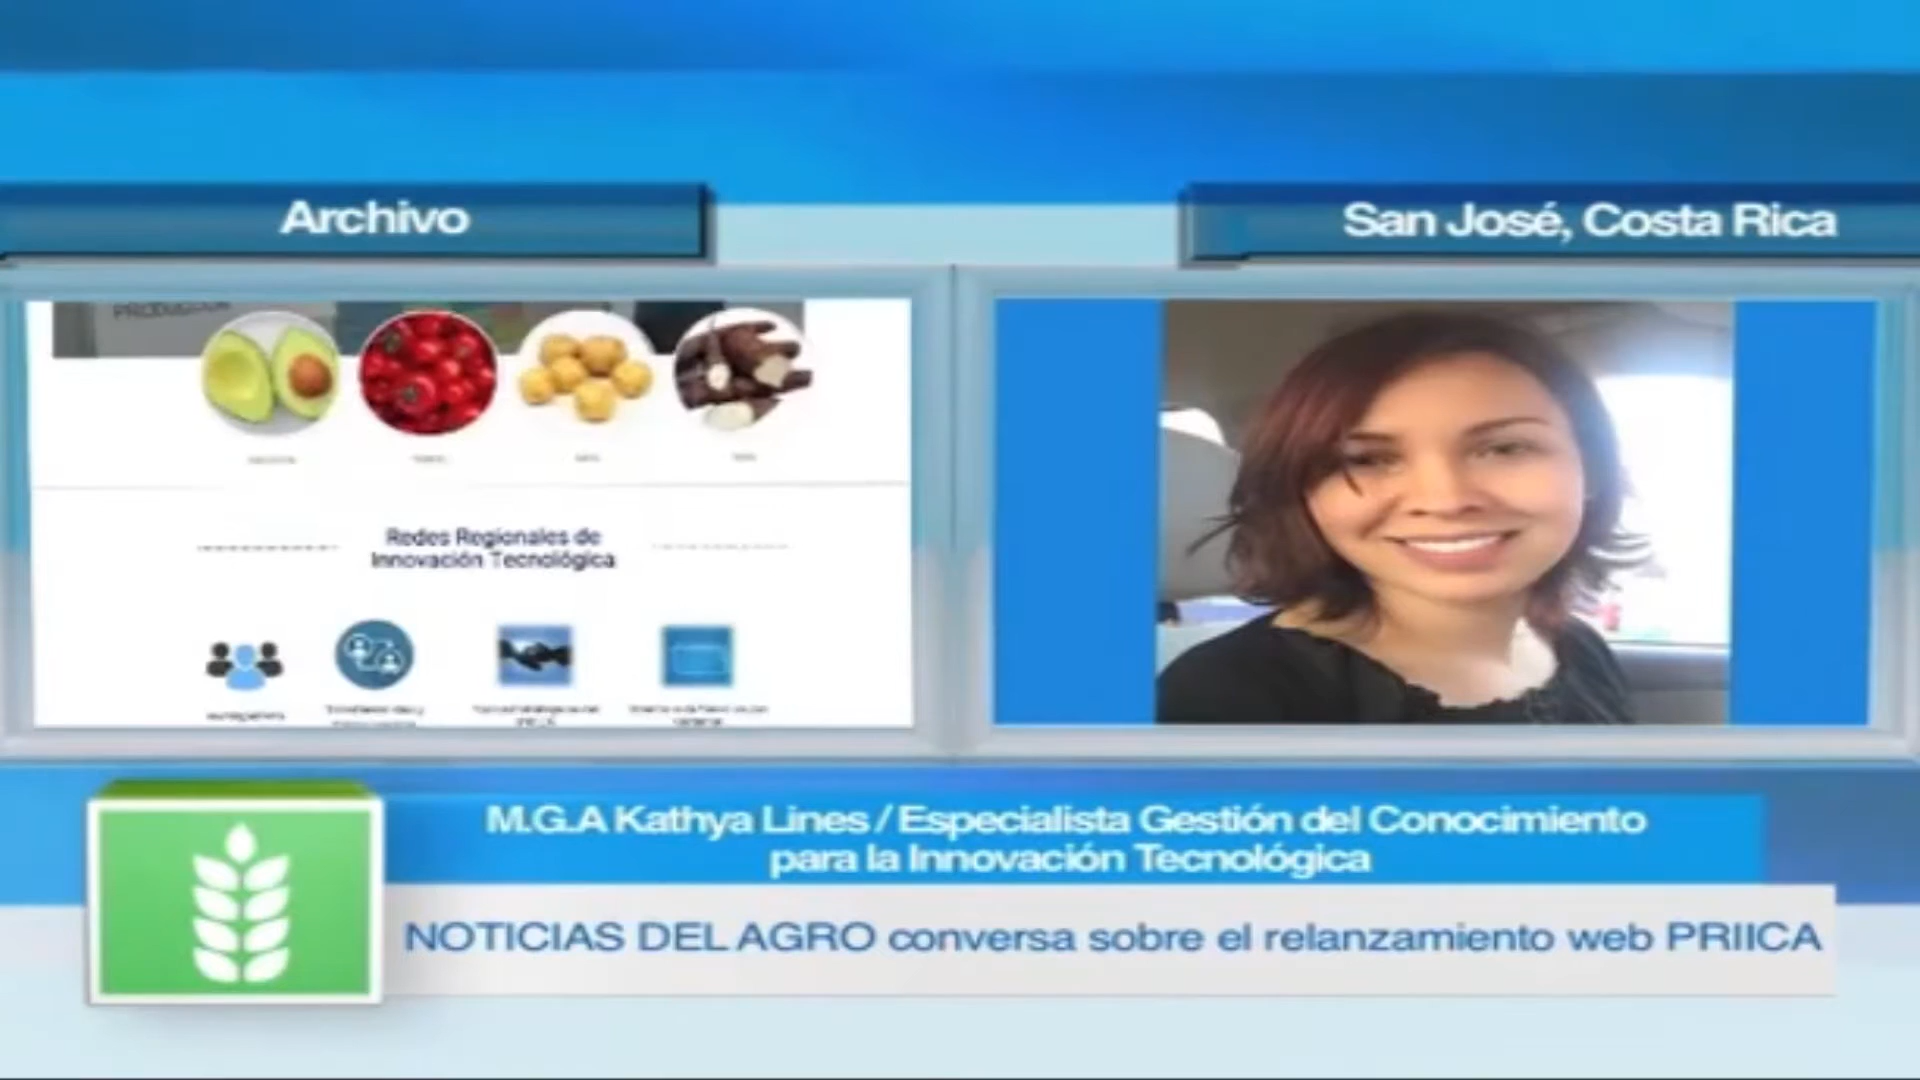 Archivo
San José, Costa Rica
Redes Regionales de
Innovación Tecnológica
M.G.A Kathya Lines / Especialista Gestión del Conocimiento
para la Innovación Tecnológica
NOTICIAS DEL AGRO conversa sobre el relanzamiento web PRIICA